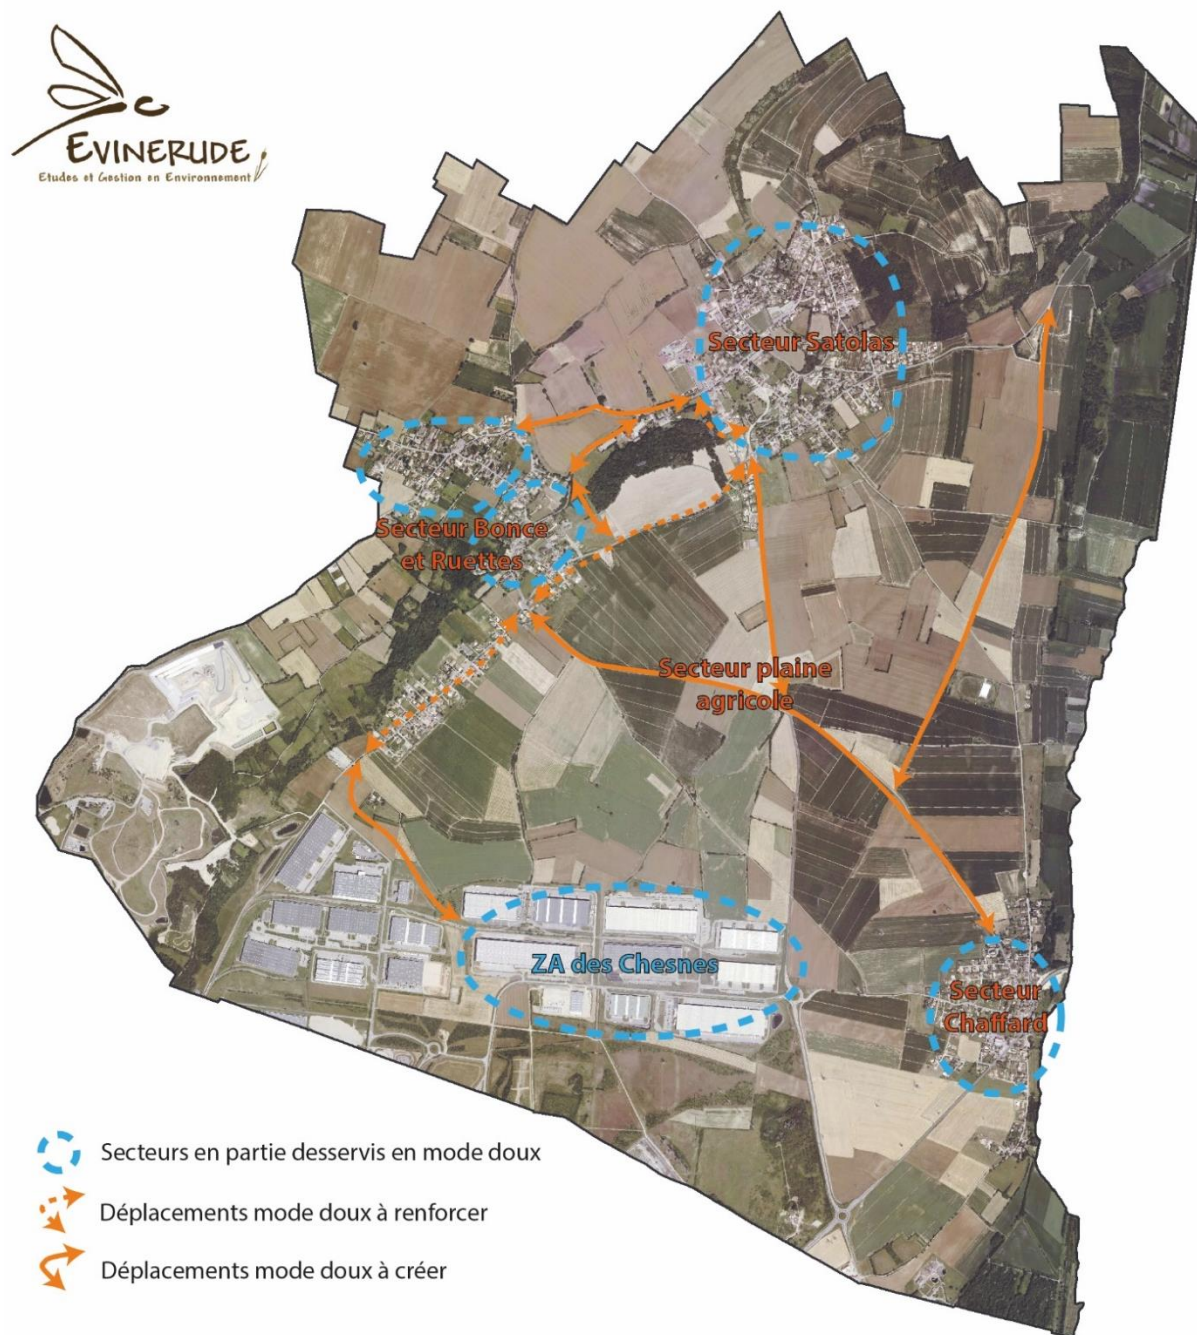 EVINERUDE
Etudes et Gestion en Environnement
Secteur Satolas
Secteur Bonce
et Ruettes
Secteur plaine
agricole
ZA des Chesnes
Secteur
Chaffard
Secteurs en partie desservis en mode doux
Déplacements mode doux à renforcer
Déplacements mode doux à créer